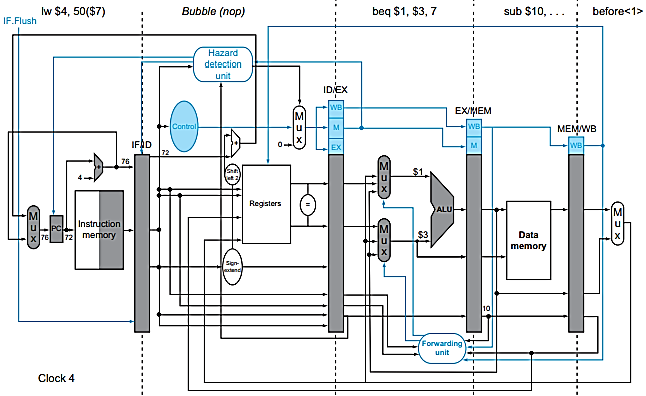 lw $4, 50($7)
Bubble (nop)
beq $1, $3, 7
sub $10, . . .
before<1>
IF.Flush
Hazard
detection
unit
ID/EX
WB
M
EX
EX/MEM
WB
M
MEM/WB
WB
Control
M
u
x
0
IF/ID
76
72
+
+
4
Shift
left 2
Registers
=
M
u
x
$1
ALU
M
u
x
$3
Data
memory
M
u
x
M
u
x
PC
76
72
Instruction
memory
Sign-
extend
10
Forwarding
unit
Clock 4